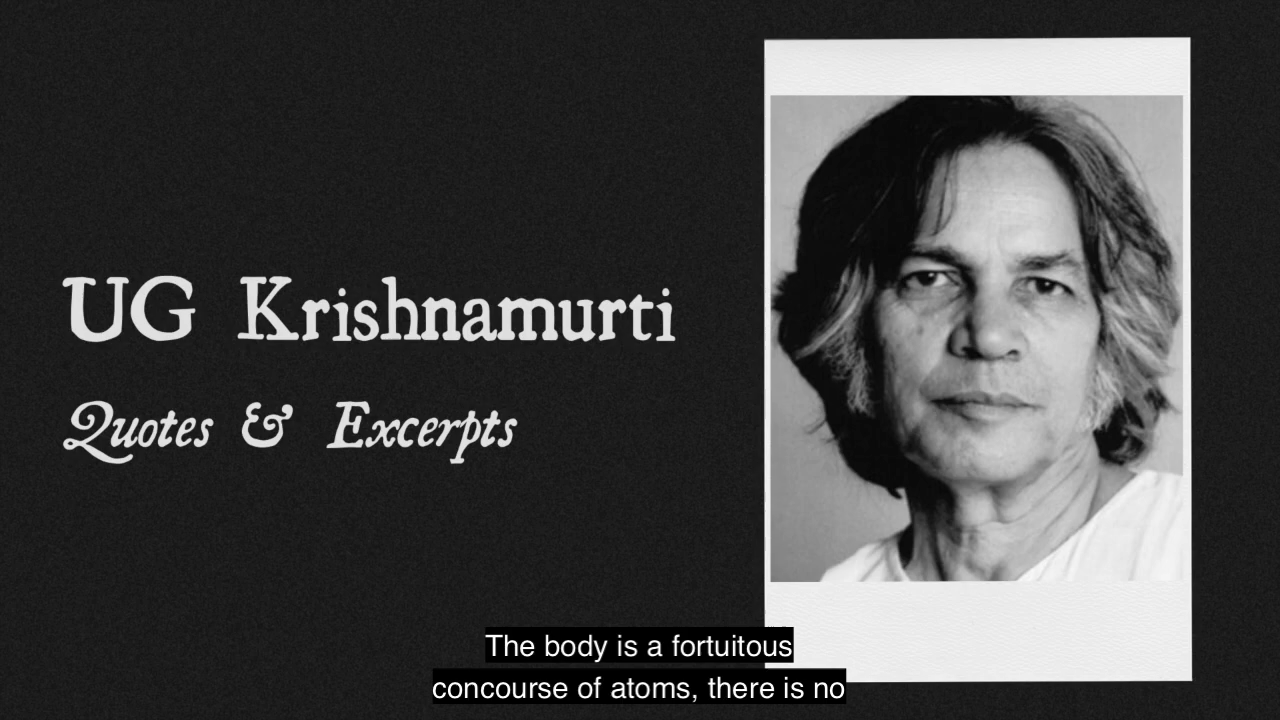 UG Krishnamurti
Quotes & Excerpts
The body is a fortuitous
concourse of atoms, there is no